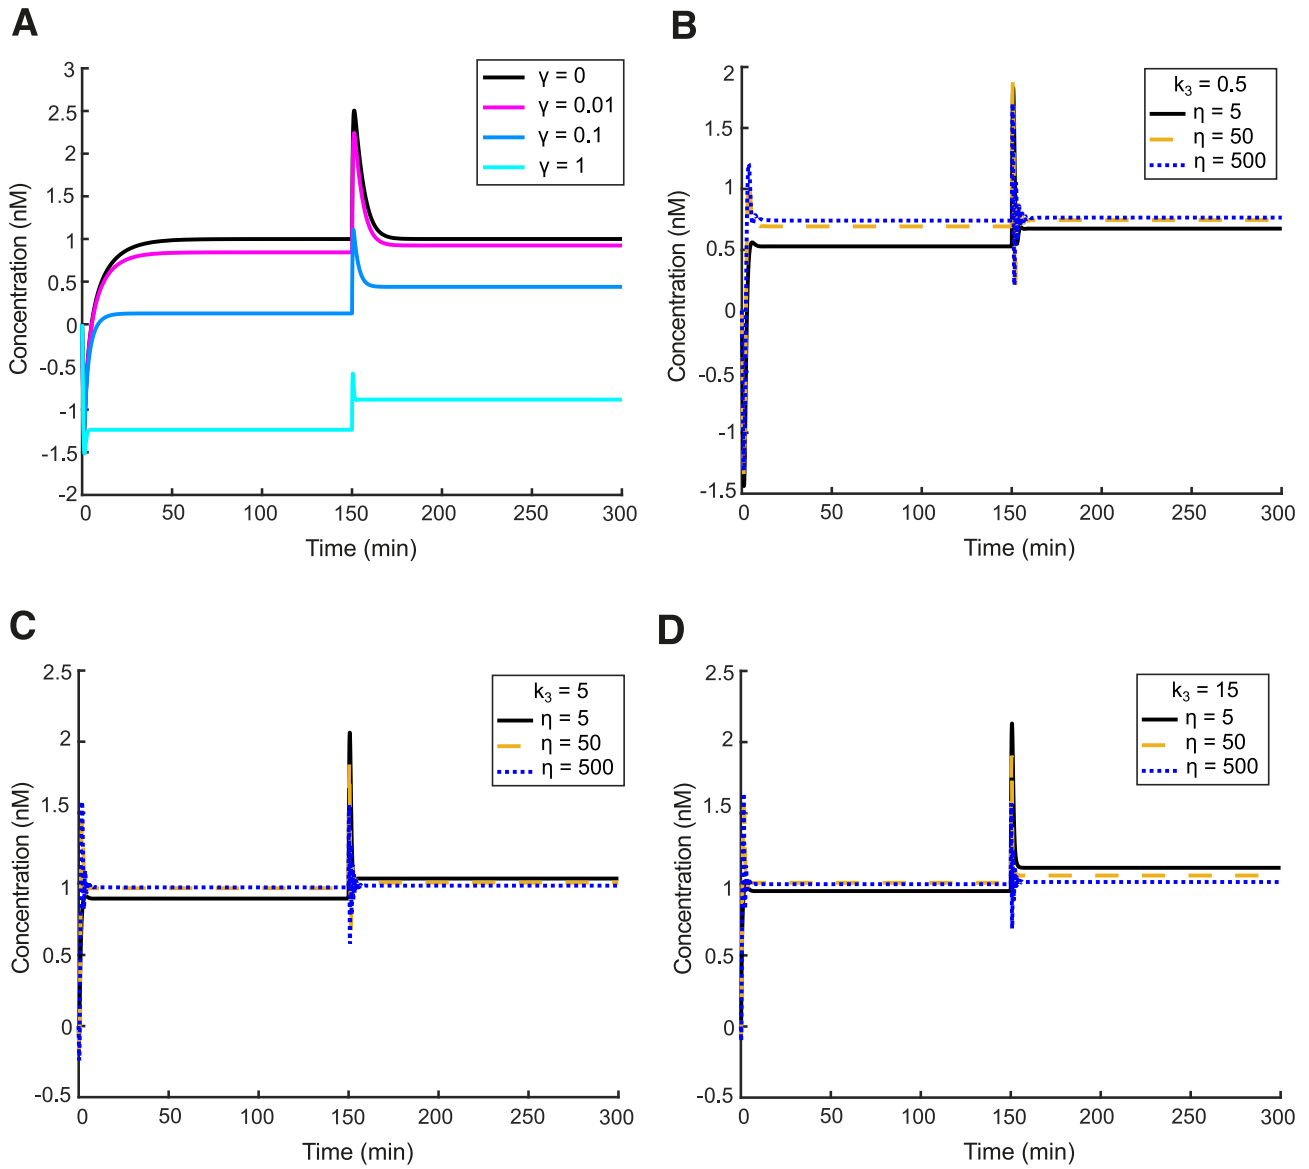 A
Concentration (nM)
3
2.5
2
1.5
1
0.5
0
-0.5
-1
-1.5
-2
0
50
100
150
200
250
300
Time (min)
γ = 0
γ = 0.01
γ = 0.1
γ = 1
B
Concentration (nM)
2
1.5
1
0.5
0
-0.5
-1
-1.5
0
50
100
150
200
250
300
Time (min)
k₃ = 0.5
η = 5
η = 50
η = 500
C
Concentration (nM)
2.5
2
1.5
1
0.5
0
-0.5
0
50
100
150
200
250
300
Time (min)
k₃ = 5
η = 5
η = 50
η = 500
D
Concentration (nM)
2.5
2
1.5
1
0.5
0
-0.5
0
50
100
150
200
250
300
Time (min)
k₃ = 15
η = 5
η = 50
η = 500